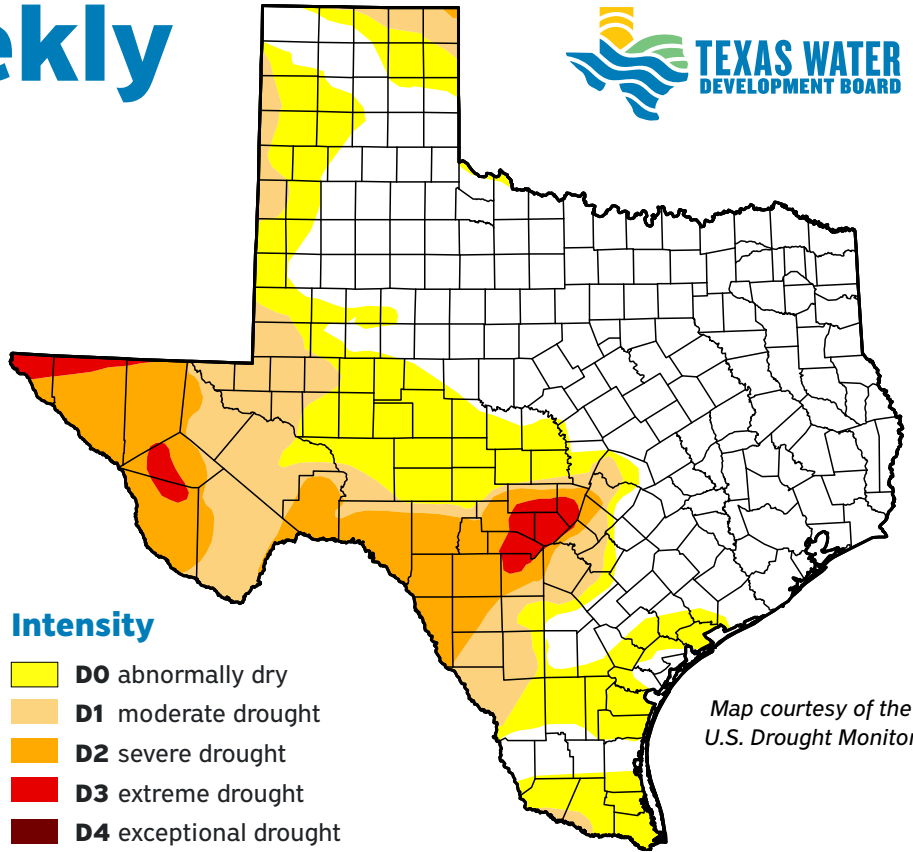 ekly
TEXAS WATER
DEVELOPMENT BOARD
Intensity
D0 abnormally dry
D1 moderate drought
D2 severe drought
D3 extreme drought
D4 exceptional drought
Map courtesy of the
U.S. Drought Monitor